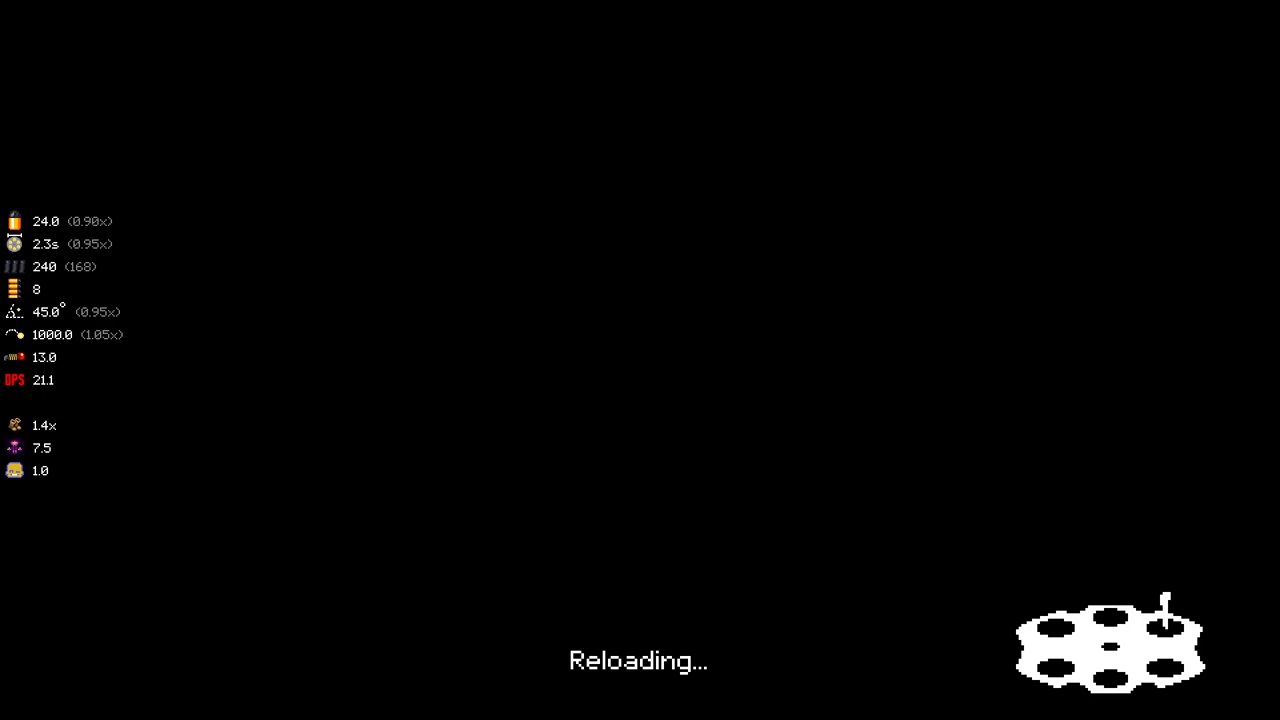 24.0 (0.90x)
2.3s (0.95x)
240 (168)
8
45.0° (0.95x)
1000.0 (1.05x)
13.0
DPS 21.1
1.4x
7.5
1.0
Reloading...